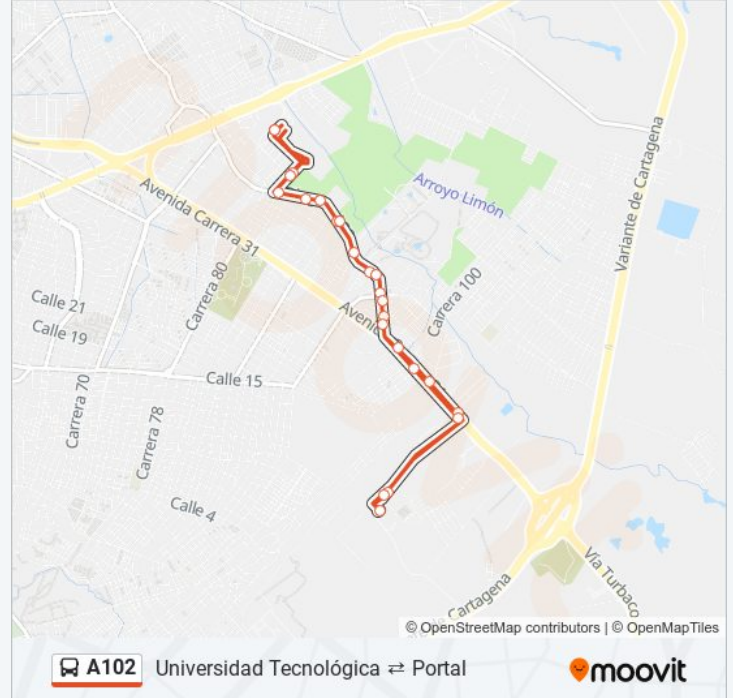 Variante de Cartagena
Arroyo Limón
Avenida Carrera 31
Carrera 80
Carrera 100
Calle 21
Calle 19
Calle 15
Carrera 70
Carrera 78
Calle 4
Vía Turbaco
de Cartagena
© OpenStreetMap contributors | © OpenMapTiles
A102 Universidad Tecnológica ⇄ Portal
moovit